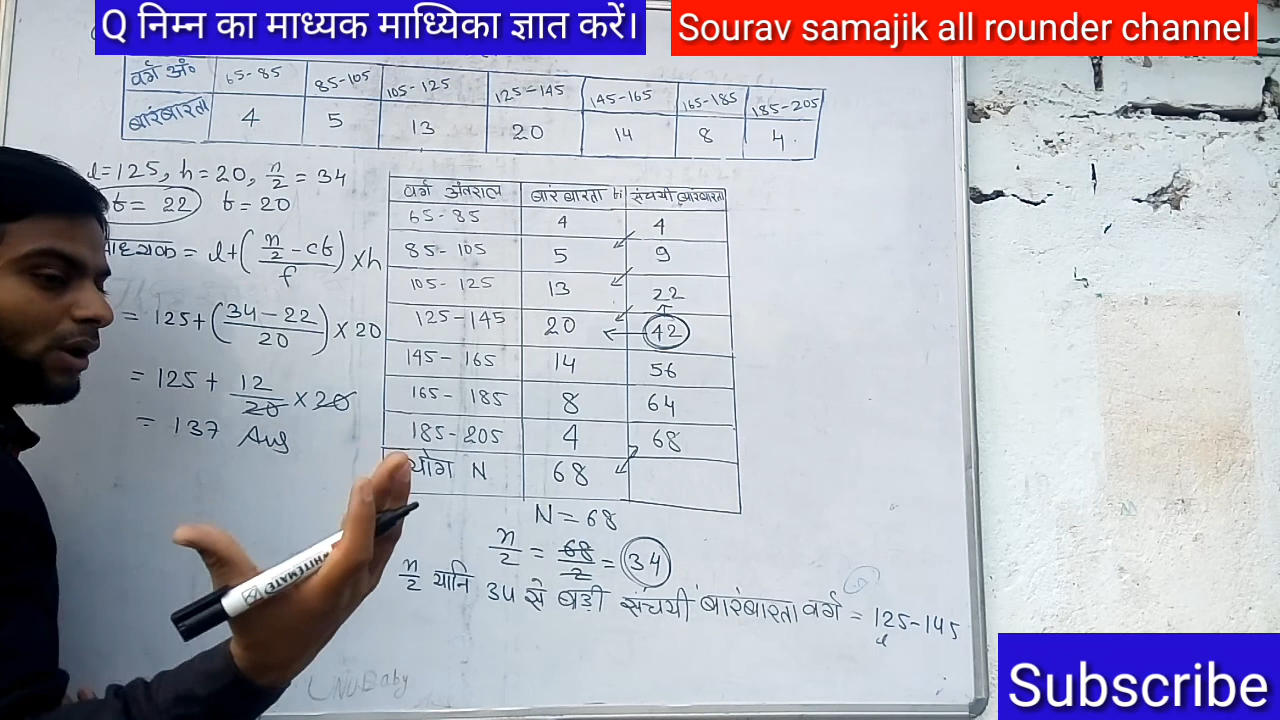 Q निम्न का माध्यक माध्यिका ज्ञात करें।
Sourav samajik all rounder channel
वर्ग अं० 65-85 85-105 105-125 125-145 145-165 165-185 185-205
बारंबारता 4 5 13 20 14 8 4.
l=125, h=20, n/2 = 34
f = 22 f = 20
माध्यक = l+(n/2 - cf / f) × h
= 125+(34-22 / 20) × 20
= 125 + 12/20 × 20
= 137 Ans
वर्ग अंतराल बारंबारता fi संचयी बारंबारता
65-85 4 4
85-105 5 9
105-125 13 22
125-145 20 42
145-165 14 56
165-185 8 64
185-205 4 68
योग N 68
N = 68
n/2 = 68/2 = 34
n/2 यानि 34 से बड़ी संचयी बारंबारता वर्ग = 125-145
l
WHITEMATE
Baby
Subscribe